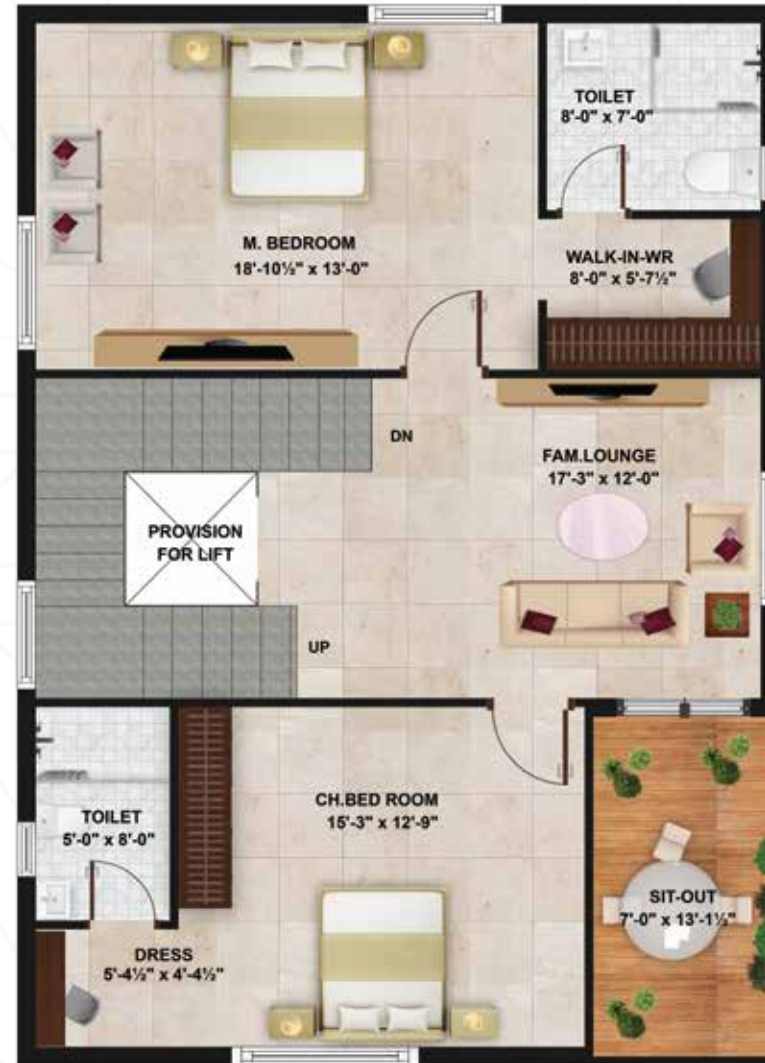 TOILET
8'-0" x 7'-0"
M. BEDROOM
18'-10½" x 13'-0"
WALK-IN-WR
8'-0" x 5'-7½"
DN
FAM.LOUNGE
17'-3" x 12'-0"
PROVISION
FOR LIFT
UP
CH.BED ROOM
15'-3" x 12'-9"
TOILET
5'-0" x 8'-0"
SIT-OUT
7'-0" x 13'-1½"
DRESS
5'-4½" x 4'-4½"